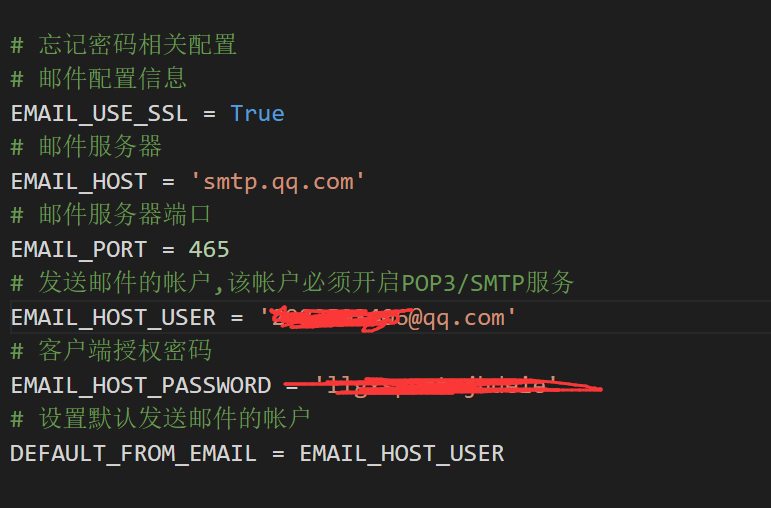 # 忘记密码相关配置
# 邮件配置信息
EMAIL_USE_SSL = True
# 邮件服务器
EMAIL_HOST = 'smtp.qq.com'
# 邮件服务器端口
EMAIL_PORT = 465
# 发送邮件的帐户,该帐户必须开启POP3/SMTP服务
EMAIL_HOST_USER = '@qq.com'
# 客户端授权密码
EMAIL_HOST_PASSWORD =
# 设置默认发送邮件的帐户
DEFAULT_FROM_EMAIL = EMAIL_HOST_USER